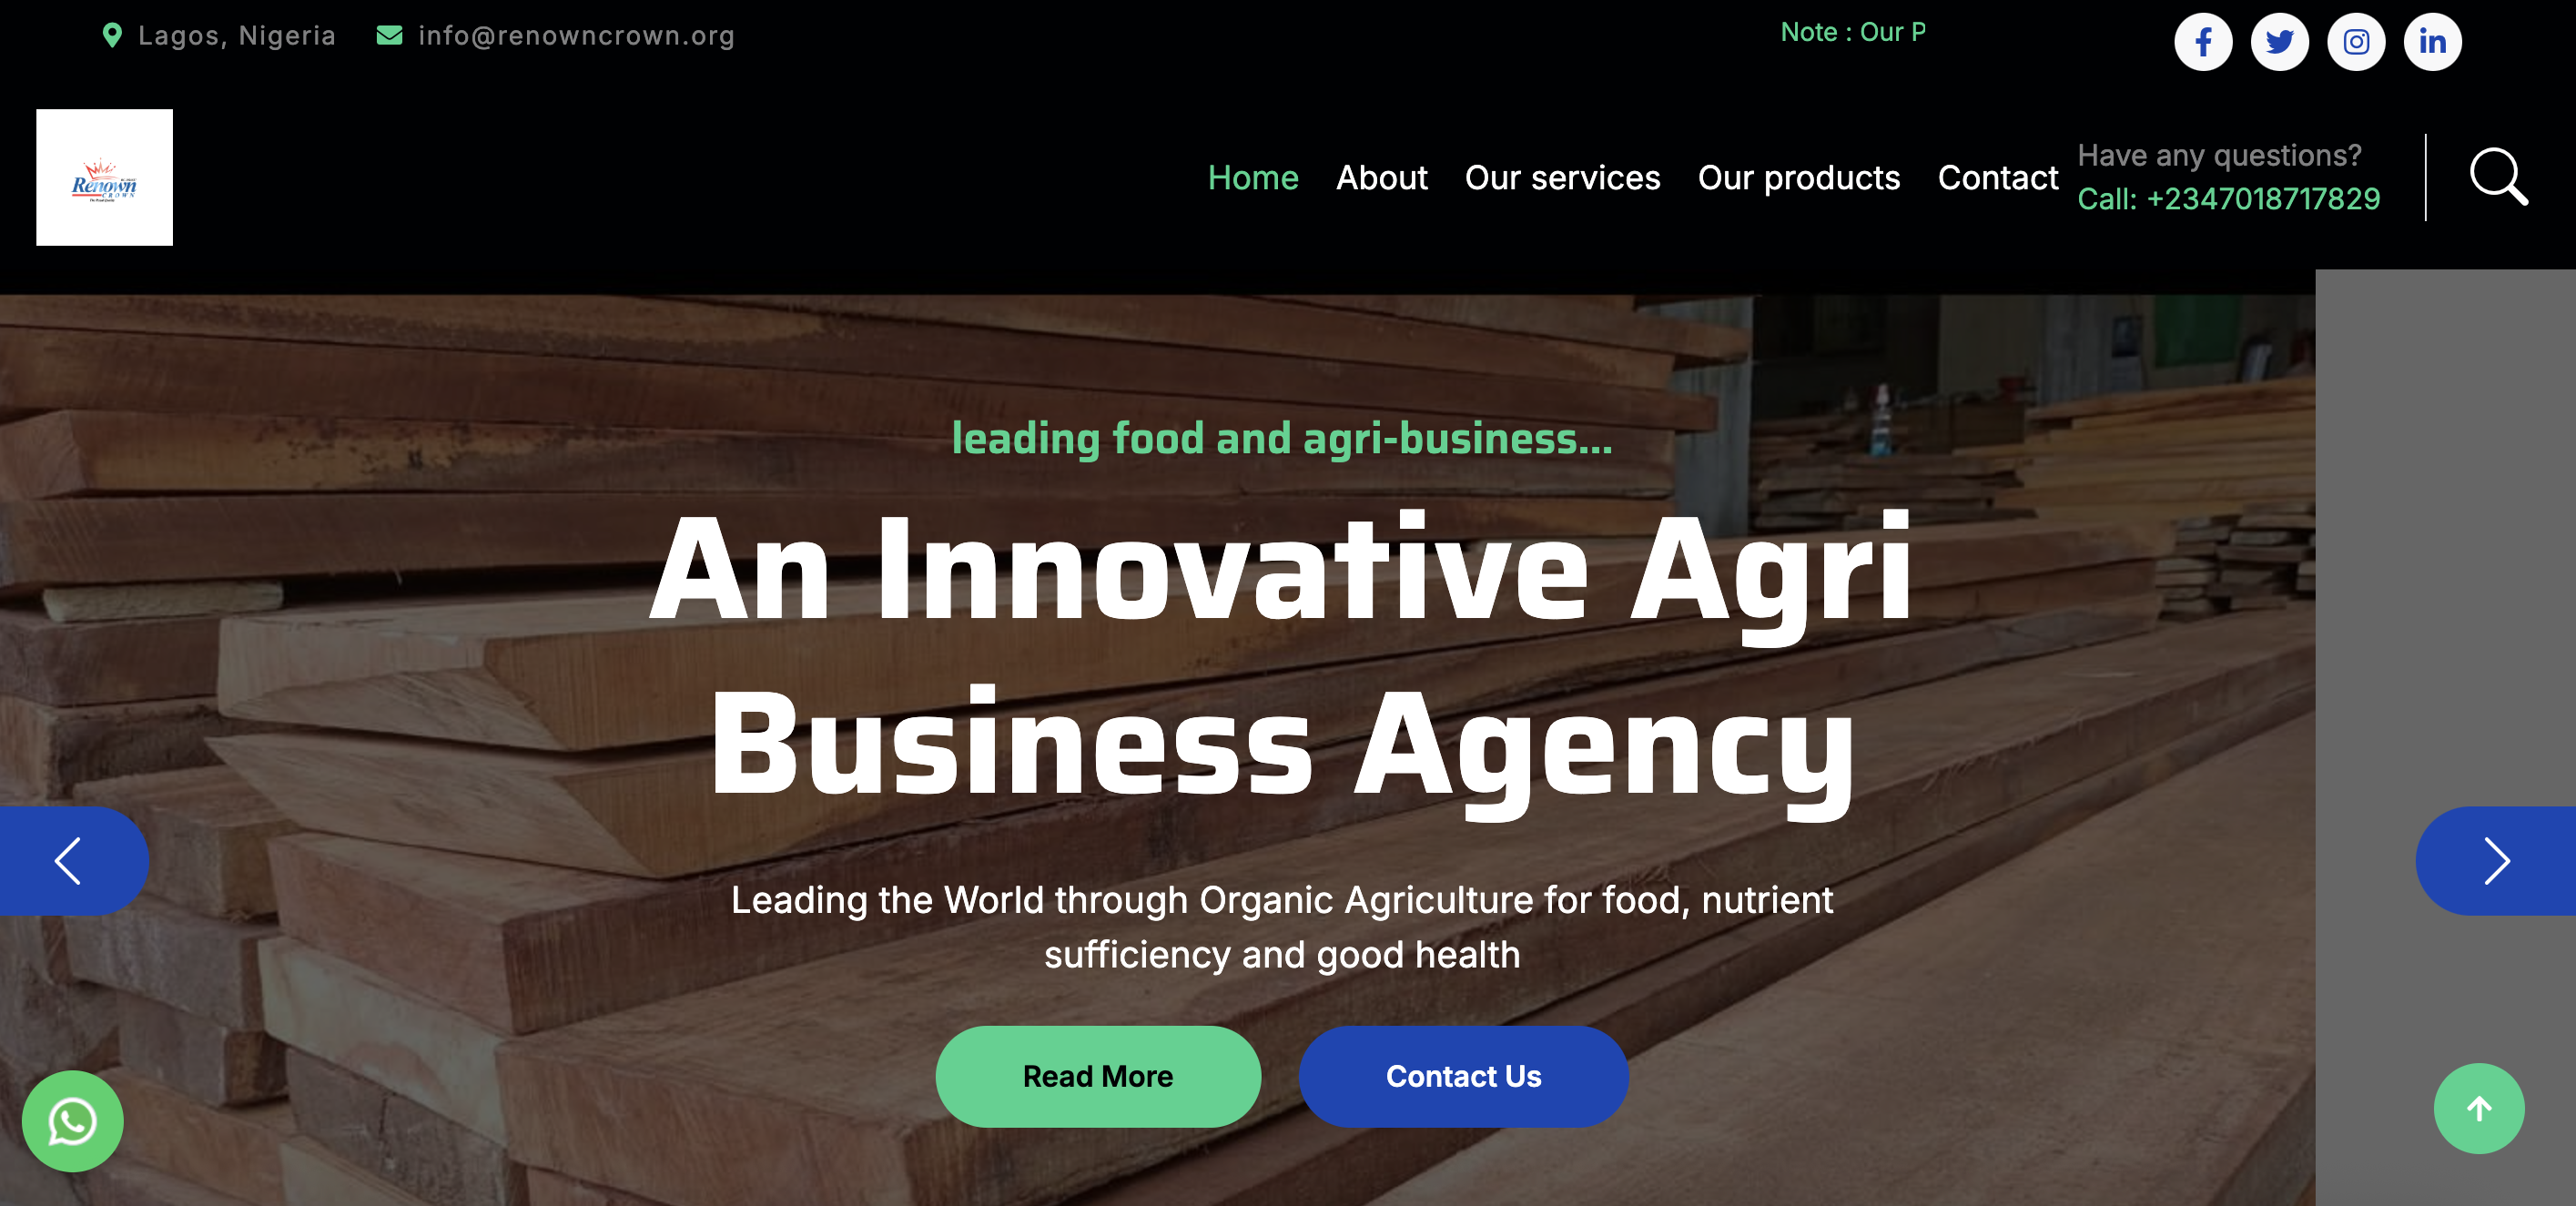 Lagos, Nigeria
info@renowncrown.org
Note : Our P
Renown
CROWN
Home
About
Our services
Our products
Contact
Have any questions?
Call: +2347018717829
leading food and agri-business...
An Innovative Agri
Business Agency
Leading the World through Organic Agriculture for food, nutrient
sufficiency and good health
Read More
Contact Us